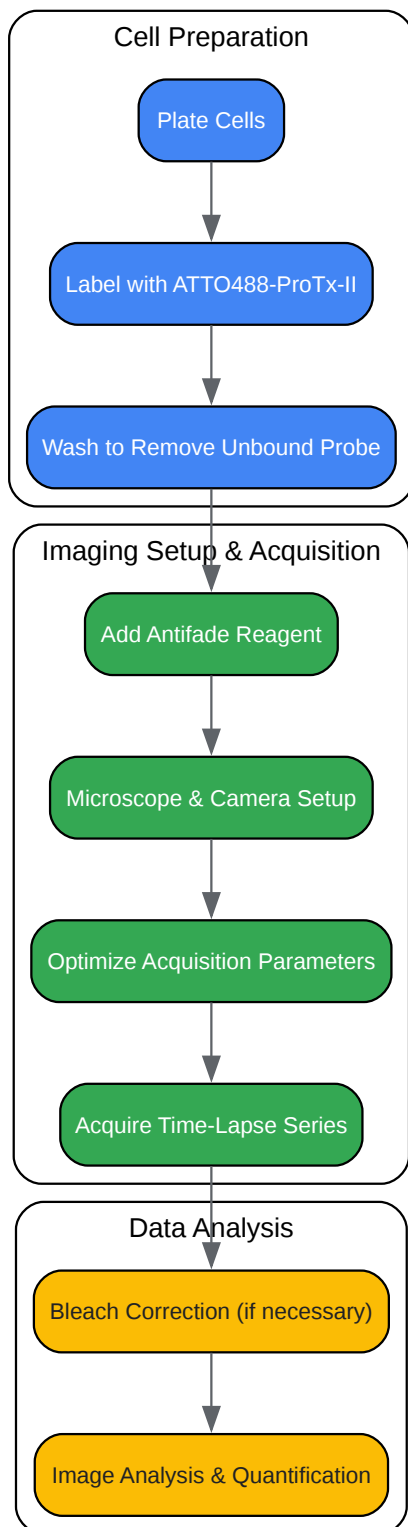 Cell Preparation
Plate Cells
Label with ATTO488-ProTx-II
Wash to Remove Unbound Probe
Imaging Setup & Acquisition
Add Antifade Reagent
Microscope & Camera Setup
Optimize Acquisition Parameters
Acquire Time-Lapse Series
Data Analysis
Bleach Correction (if necessary)
Image Analysis & Quantification